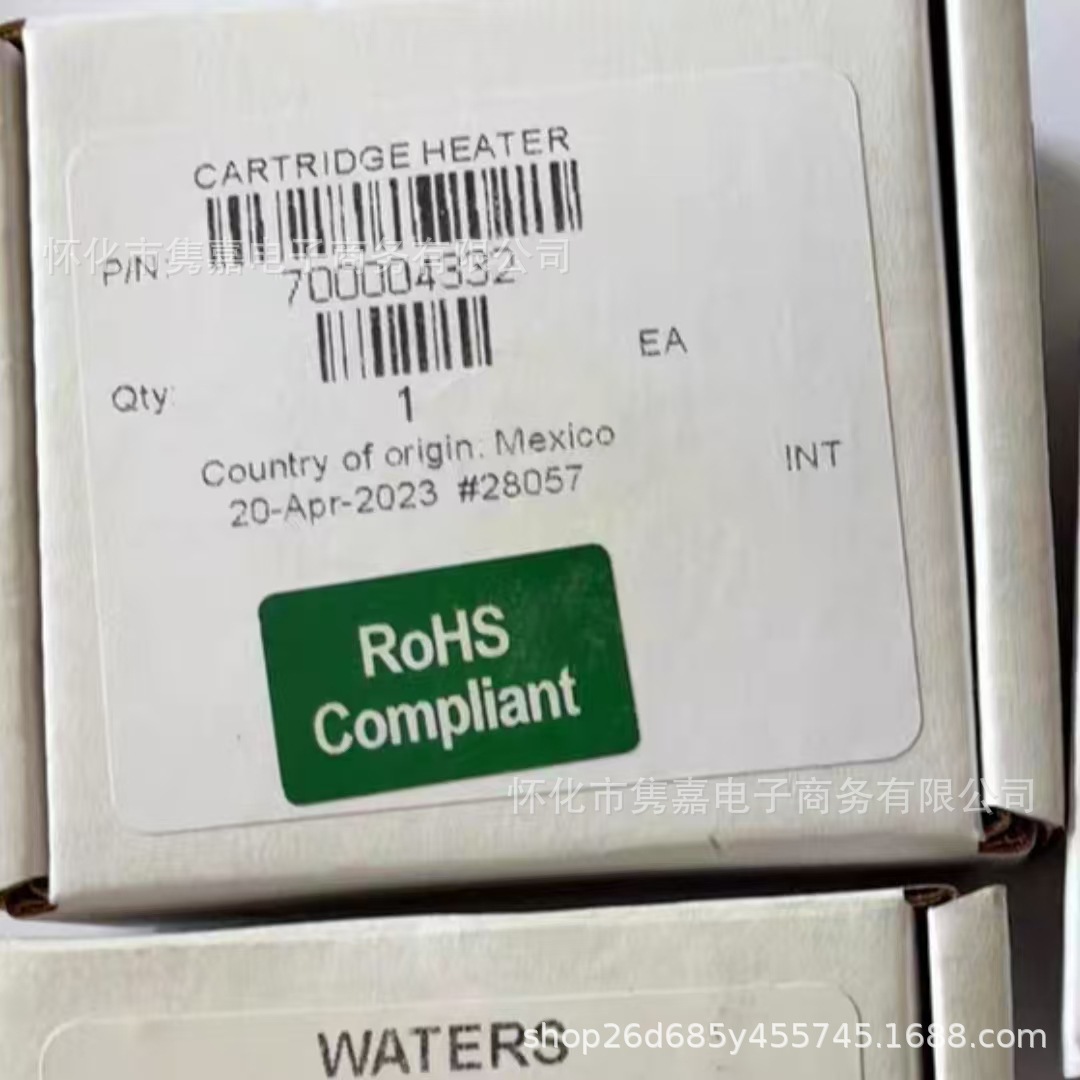 CARTRIDGE HEATER
怀化市隽嘉电子商务有限公司
P/N:
700004332
EA
Qty:
1
Country of origin: Mexico
INT
20-Apr-2023 #28057
RoHS
Compliant
怀化市隽嘉电子商务有限公司
WATERS
shop26d685y455745.1688.com